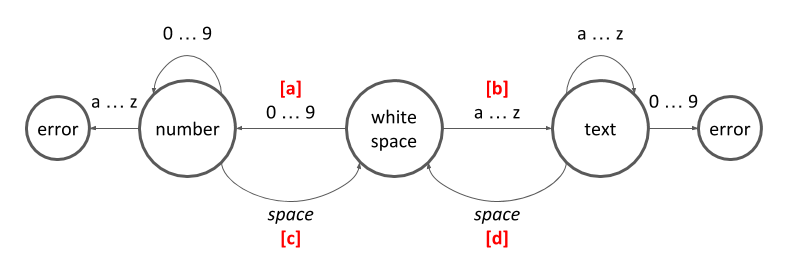 0 … 9
a … z
[a]
[b]
a … z
0 … 9
a … z
0 … 9
error
number
white
space
text
error
space
space
[c]
[d]